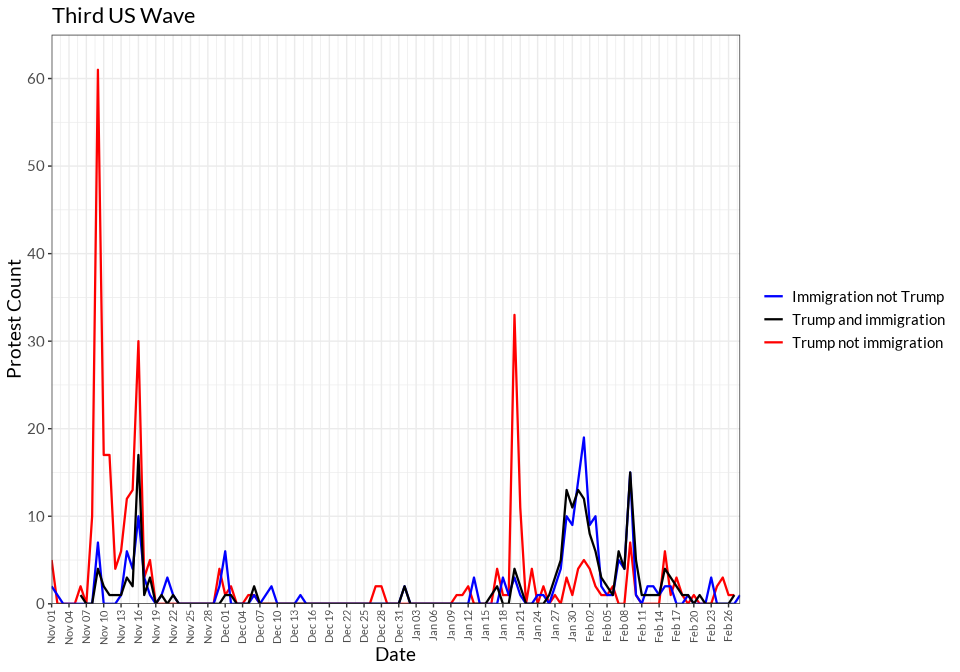 Third US Wave
Protest Count
60
50
40
30
20
10
0
Nov 01
Nov 04
Nov 07
Nov 10
Nov 13
Nov 16
Nov 19
Nov 22
Nov 25
Nov 28
Dec 01
Dec 04
Dec 07
Dec 10
Dec 13
Dec 16
Dec 19
Dec 22
Dec 25
Dec 28
Dec 31
Jan 03
Jan 06
Jan 09
Jan 12
Jan 15
Jan 18
Jan 21
Jan 24
Jan 27
Jan 30
Feb 02
Feb 05
Feb 08
Feb 11
Feb 14
Feb 17
Feb 20
Feb 23
Feb 26
Date
Immigration not Trump
Trump and immigration
Trump not immigration